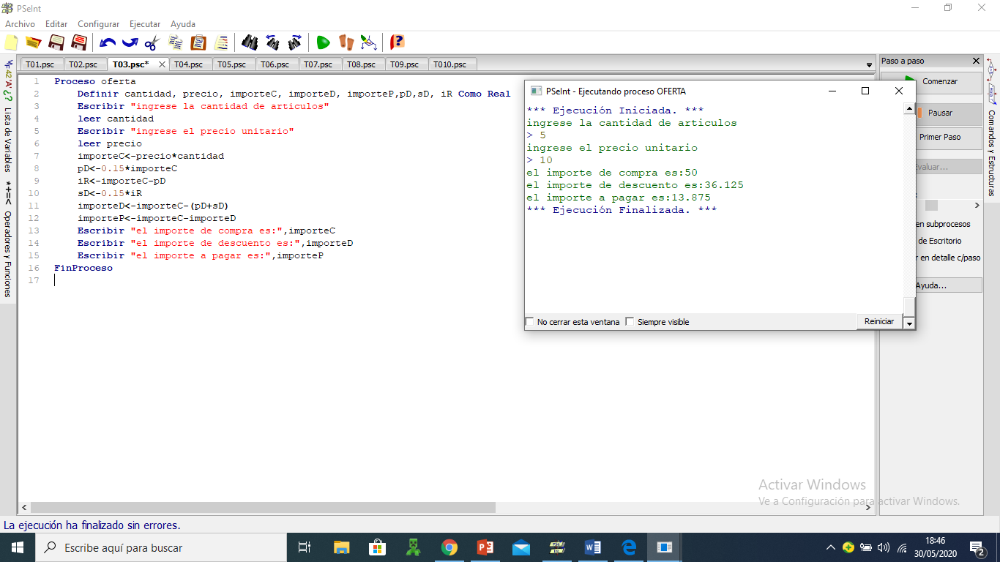 PSeInt
Archivo Editar Configurar Ejecutar Ayuda
T01.psc T02.psc T03.psc* T04.psc T05.psc T06.psc T07.psc T08.psc T09.psc T010.psc
Lista de Variables
Operadores y Funciones
1 Proceso oferta
2 Definir cantidad, precio, importeC, importeD, importeP,pD,sD, iR Como Real
3 Escribir "ingrese la cantidad de articulos"
4 leer cantidad
5 Escribir "ingrese el precio unitario"
6 leer precio
7 importeC<-precio*cantidad
8 pD<-0.15*importeC
9 iR<-importeC-pD
10 sD<-0.15*iR
11 importeD<-importeC-(pD+sD)
12 importeP<-importeC-importeD
13 Escribir "el importe de compra es:",importeC
14 Escribir "el importe de descuento es:",importeD
15 Escribir "el importe a pagar es:",importeP
16 FinProceso
17
PSeInt - Ejecutando proceso OFERTA
*** Ejecución Iniciada. ***
ingrese la cantidad de articulos
> 5
ingrese el precio unitario
> 10
el importe de compra es:50
el importe de descuento es:36.125
el importe a pagar es:13.875
*** Ejecución Finalizada. ***
No cerrar esta ventana Siempre visible Reiniciar
Paso a paso
Comenzar
Pausar
Primer Paso
valuar...
en subprocesos
de Escritorio
r en detalle c/paso
Ayuda...
Comandos y Estructuras
Activar Windows
Ve a Configuración para activar Windows.
La ejecución ha finalizado sin errores.
Escribe aquí para buscar
18:46
30/05/2020
2